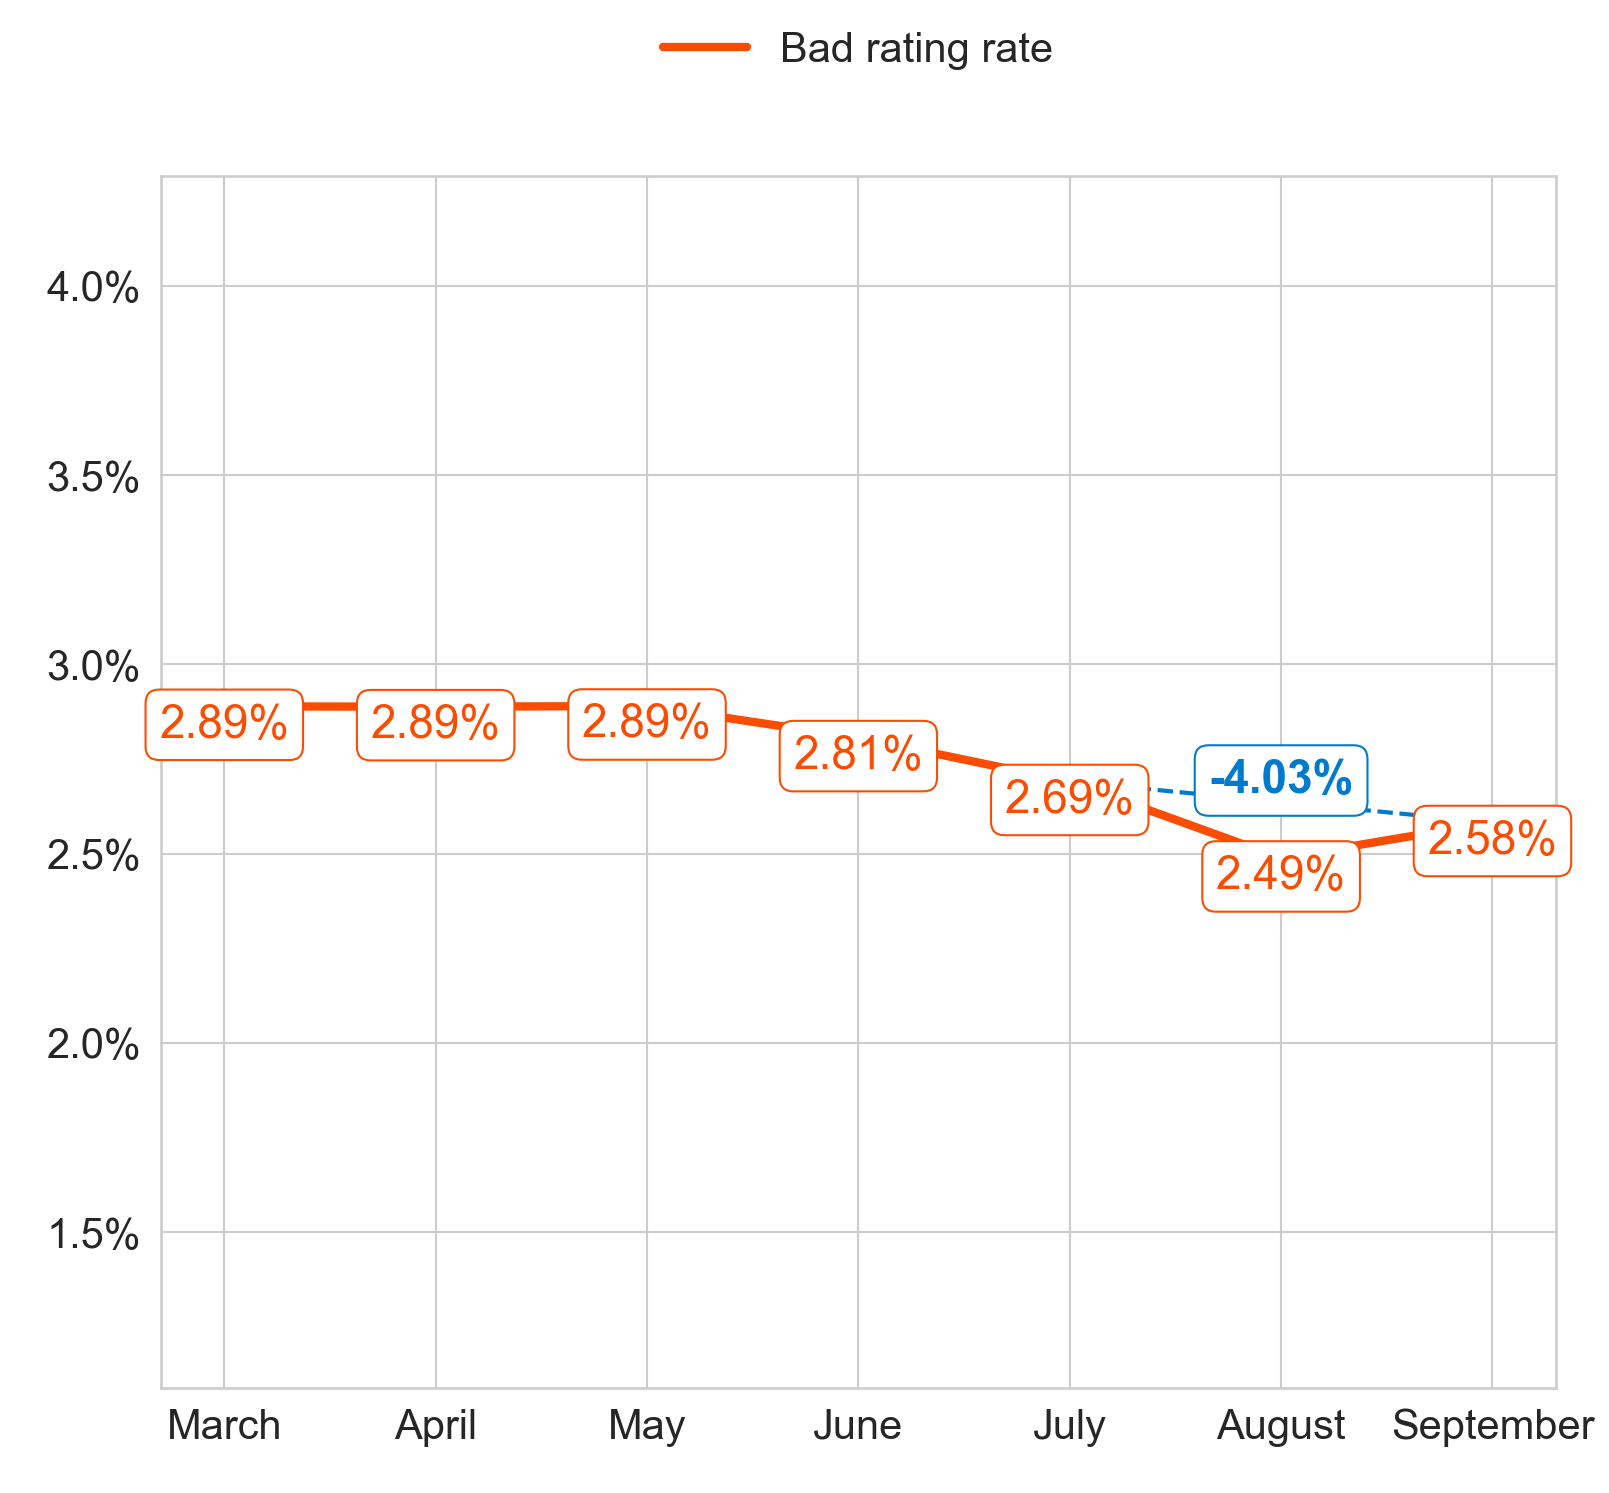 Bad rating rate
4.0%
3.5%
3.0%
2.5%
2.0%
1.5%
2.89%
2.89%
2.89%
2.81%
2.69%
-4.03%
2.49%
2.58%
March
April
May
June
July
August
September